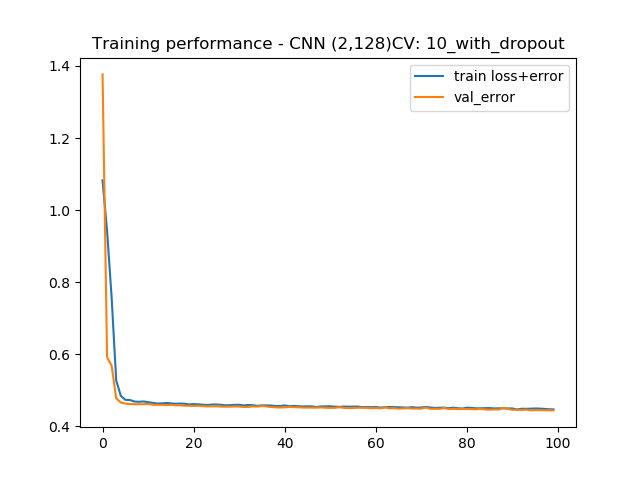 Training performance - CNN (2,128)CV: 10_with_dropout
train loss+error
val_error
1.4
1.2
1.0
0.8
0.6
0.4
0 20 40 60 80 100